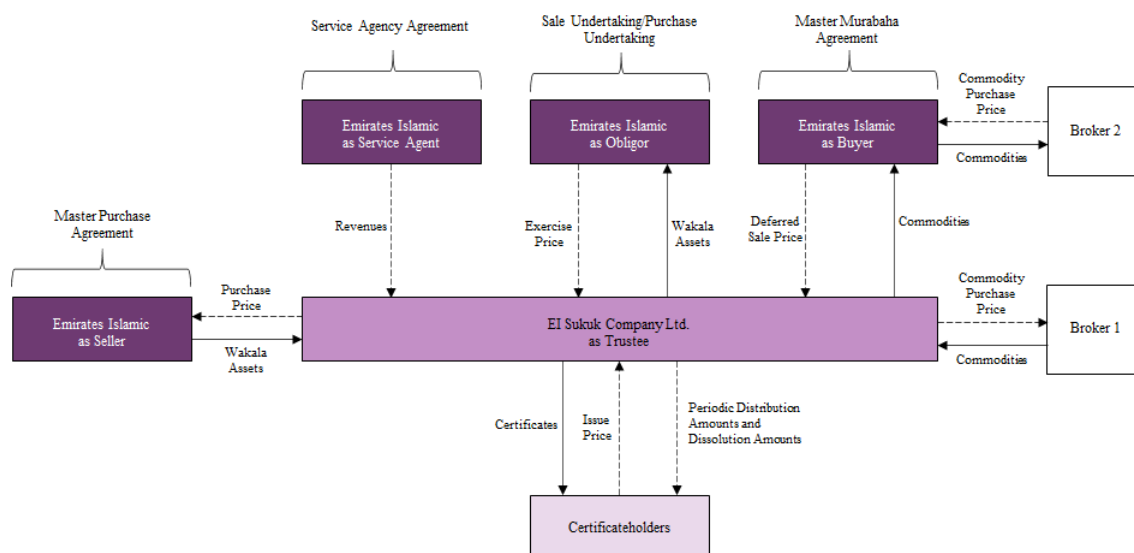 Service Agency Agreement
Sale Undertaking/Purchase
Undertaking
Master Murabaha
Agreement
Emirates Islamic
as Service Agent
Emirates Islamic
as Obligor
Emirates Islamic
as Buyer
Commodity
Purchase
Price
Commodities
Broker 2
Master Purchase
Agreement
Revenues
Exercise
Price
Wakala
Assets
Deferred
Sale Price
Commodities
Emirates Islamic
as Seller
Purchase
Price
Wakala
Assets
EI Sukuk Company Ltd.
as Trustee
Commodity
Purchase
Price
Commodities
Broker 1
Certificates
Issue
Price
Periodic Distribution
Amounts and
Dissolution Amounts
Certificateholders